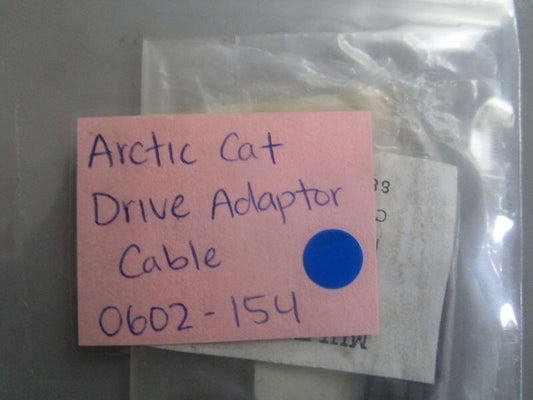 Arctic Cat
Drive Adaptor
Cable
0602-154